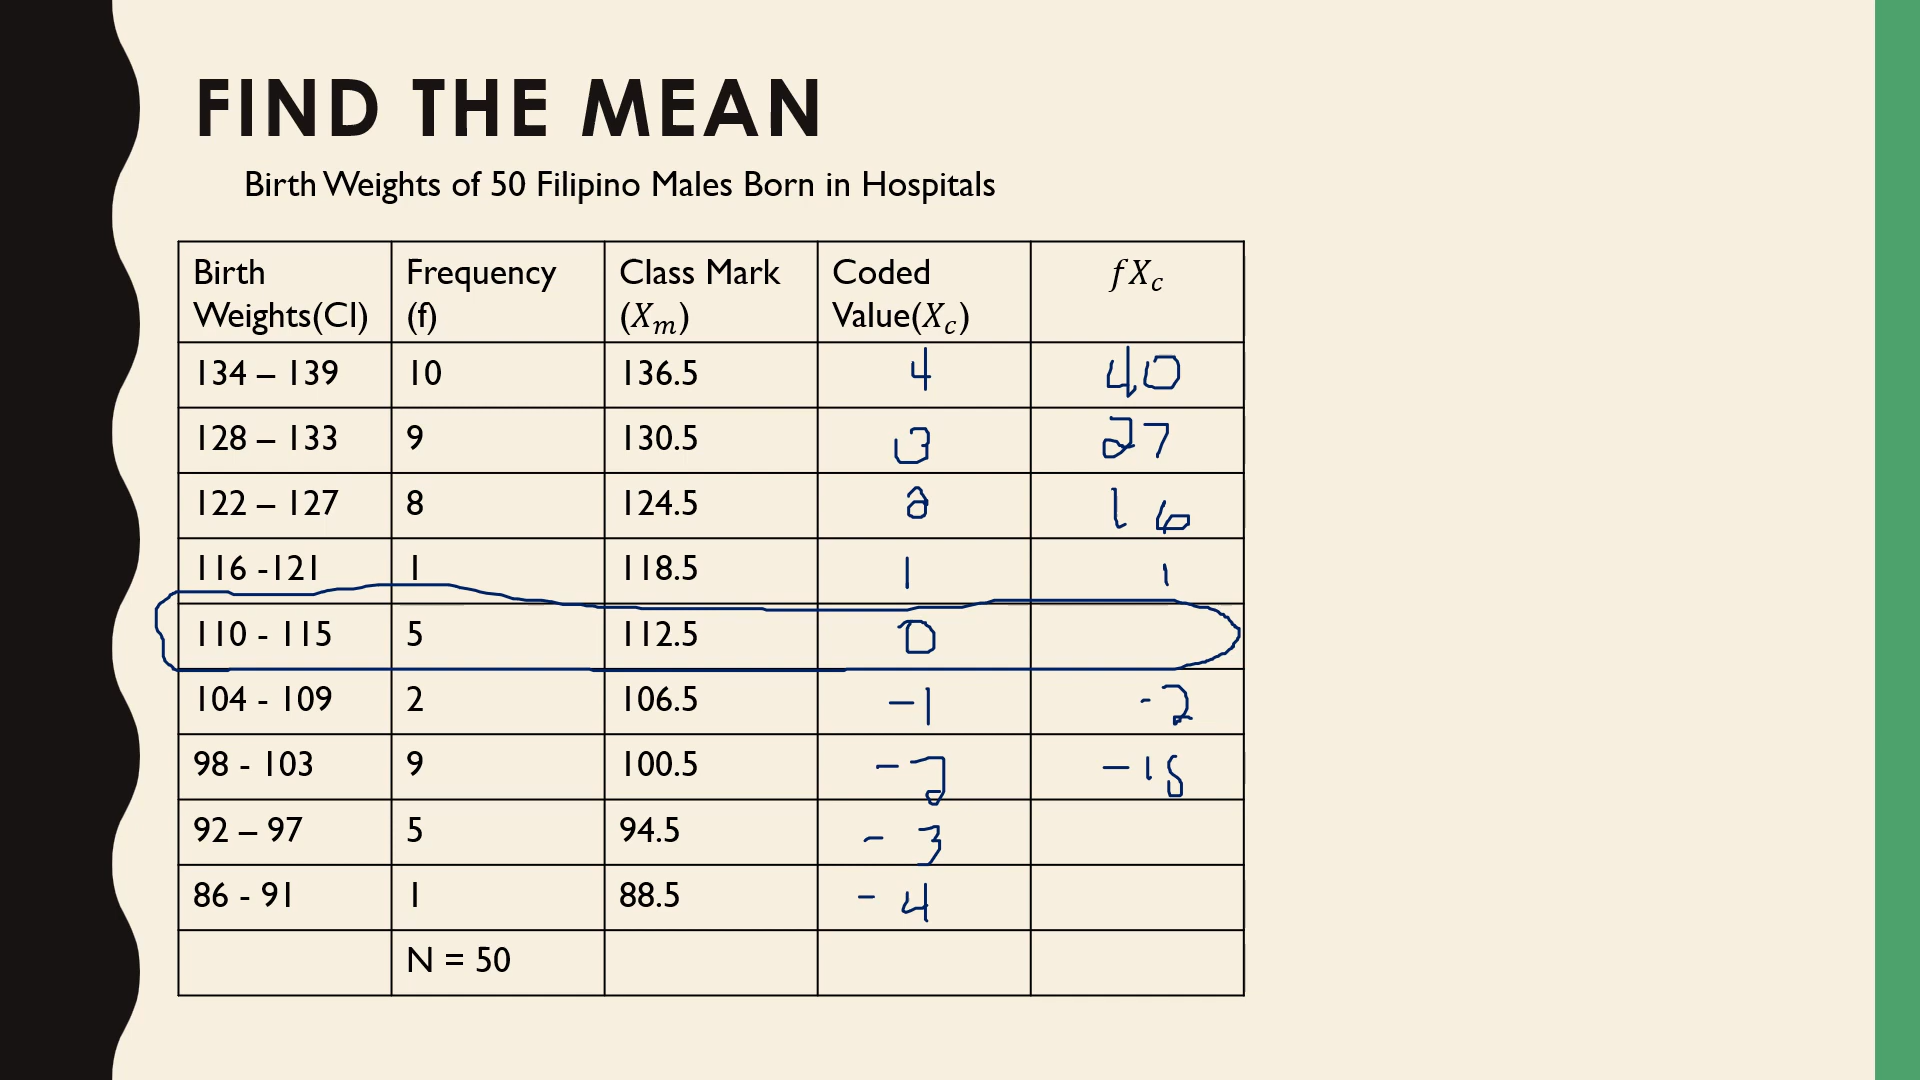 FIND THE MEAN
Birth Weights of 50 Filipino Males Born in Hospitals
Birth Weights(CI) Frequency (f) Class Mark (Xₘ) Coded Value(X꜀) fX꜀
134 – 139 10 136.5 4 40
128 – 133 9 130.5 3 27
122 – 127 8 124.5 2 16
116 -121 1 118.5 1 1
110 - 115 5 112.5 0
104 - 109 2 106.5 -1 -2
98 - 103 9 100.5 -2 -18
92 – 97 5 94.5 -3
86 - 91 1 88.5 -4
N = 50